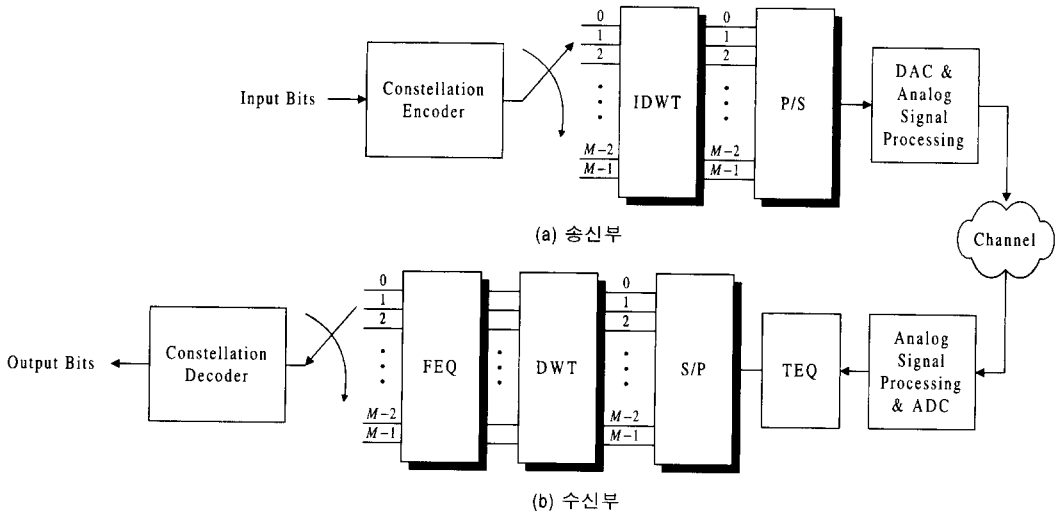 Input Bits
Constellation
Encoder
0
1
2
M-2
M-1
IDWT
0
1
2
M-2
M-1
P/S
DAC &
Analog
Signal
Processing
(a) 송신부
Channel
Output Bits
Constellation
Decoder
0
1
2
M-2
M-1
FEQ
DWT
0
1
2
M-2
M-1
S/P
TEQ
Analog
Signal
Processing
& ADC
(b) 수신부